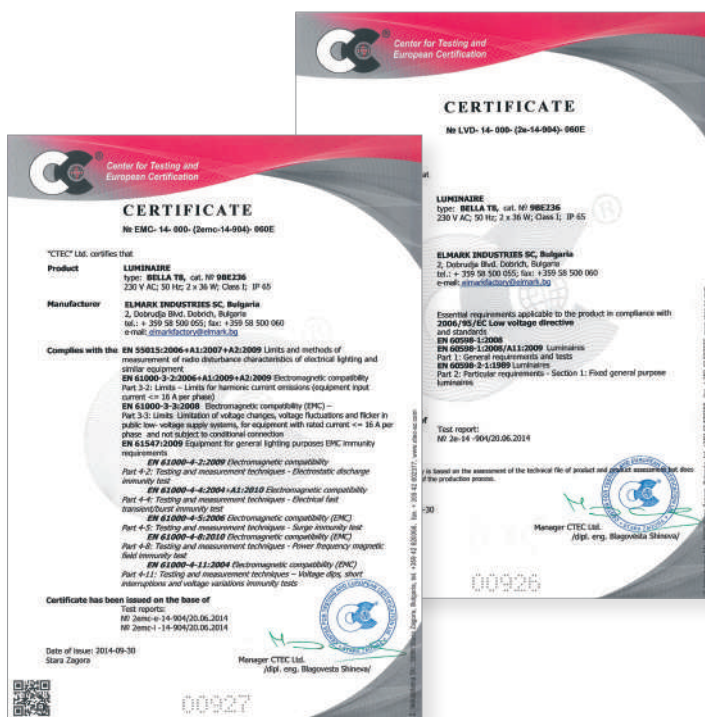 Center for Testing and
European Certification
CERTIFICATE
№ EMC- 14- 000- (2emc-14-904)- 060E
"CTEC" Ltd. certifies that
Product LUMINAIRE
type: BELLA T8, cat. № 9BE236
230 V AC; 50 Hz; 2 x 36 W; Class I; IP 65
Manufacturer ELMARK INDUSTRIES SC, Bulgaria
2, Dobrudja Blvd. Dobrich, Bulgaria
tel.: + 359 58 500 055; fax: +359 58 500 060
e-mail: elmarkfactory@elmark.bg
Complies with the EN 55015:2006+A1:2007+A2:2009 Limits and methods of
measurement of radio disturbance characteristics of electrical lighting and
similar equipment
EN 61000-3-2:2006+A1:2009+A2:2009 Electromagnetic compatibility
Part 3-2: Limits – Limits for harmonic current emissions (equipment input
current <= 16 A per phase)
EN 61000-3-3:2008 Electromagnetic compatibility (EMC) –
Part 3-3: Limits Limitation of voltage changes, voltage fluctuations and flicker in
public low- voltage supply systems, for equipment with rated current <= 16 A per
phase and not subject to conditional connection
EN 61547:2009 Equipment for general lighting purposes EMC immunity
requirements
EN 61000-4-2:2009 Electromagnetic compatibility
Part 4-2: Testing and measurement techniques - Electrostatic discharge
immunity test
EN 61000-4-4:2004+A1:2010 Electromagnetic compatibility
Part 4-4: Testing and measurement techniques - Electrical fast
transient/burst immunity test
EN 61000-4-5:2006 Electromagnetic compatibility (EMC)
Part 4-5: Testing and measurement techniques - Surge immunity test
EN 61000-4-8:2010 Electromagnetic compatibility (EMC)
Part 4-8: Testing and measurement techniques - Power frequency magnetic
field immunity test
EN 61000-4-11:2004 Electromagnetic compatibility (EMC)
Part 4-11: Testing and measurement techniques – Voltage dips, short
interruptions and voltage variations immunity tests
Certificate has been issued on the base of
Test reports:
№ 2emc-e-14-904/20.06.2014
№ 2emc-i -14-904/20.06.2014
Date of issue: 2014-09-30
Stara Zagora
Manager CTEC Ltd.
/dipl. eng. Blagovesta Shineva/
00927
Center for Testing and
European Certification
CERTIFICATE
№ LVD- 14- 000- (2e-14-904)- 060E
LUMINAIRE
type: BELLA T8, cat. № 9BE236
230 V AC; 50 Hz; 2 x 36 W; Class I; IP 65
ELMARK INDUSTRIES SC, Bulgaria
2, Dobrudja Blvd. Dobrich, Bulgaria
tel.: + 359 58 500 055; fax: +359 58 500 060
e-mail: elmarkfactory@elmark.bg
Essential requirements applicable to the product in compliance with
2006/95/EC Low voltage directive
and standards
EN 60598-1:2008
EN 60598-1:2008/A11:2009 Luminaires
Part 1: General requirements and tests
EN 60598-2-1:1989 Luminaires
Part 2: Particular requirements - Section 1: Fixed general purpose
luminaires
Test report:
№ 2e-14 -904/20.06.2014
is based on the assessment of the technical file of product and product assessment but does
of the production process.
-30
Manager CTEC Ltd.
/dipl. eng. Blagovesta Shineva/
00926